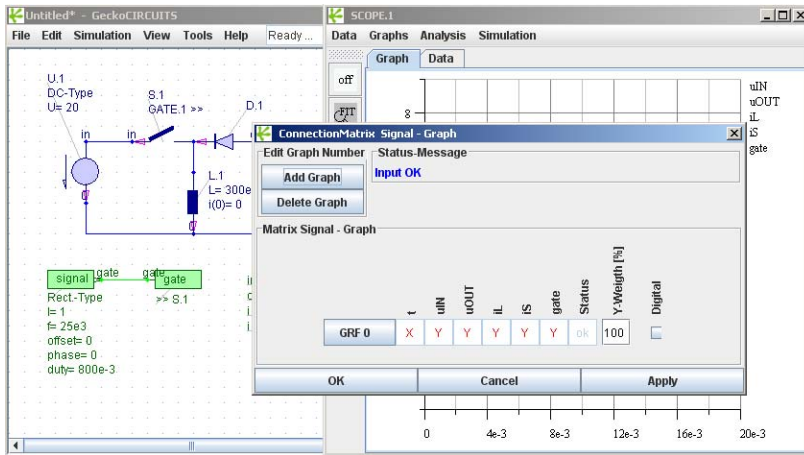 Untitled* - GeckoCIRCUITS
File Edit Simulation View Tools Help Ready ...
U.1
DC-Type
U= 20
S.1
GATE.1 >>
D.1
in
in
L.1
L= 300e
i(0)= 0
signal
gate
gate
gate
Rect.-Type
>> S.1
I= 1
f= 25e3
offset= 0
phase= 0
duty= 800e-3
SCOPE.1
Data Graphs Analysis Simulation
Graph Data
off
FIT
8
uIN
uOUT
iL
iS
gate
ConnectionMatrix Signal - Graph
Edit Graph Number
Status-Message
Add Graph
Input OK
Delete Graph
Matrix Signal - Graph
t uIN uOUT iL iS gate Status Y-Weigth [%] Digital
GRF 0 X Y Y Y Y Y ok 100
OK Cancel Apply
0 4e-3 8e-3 12e-3 16e-3 20e-3